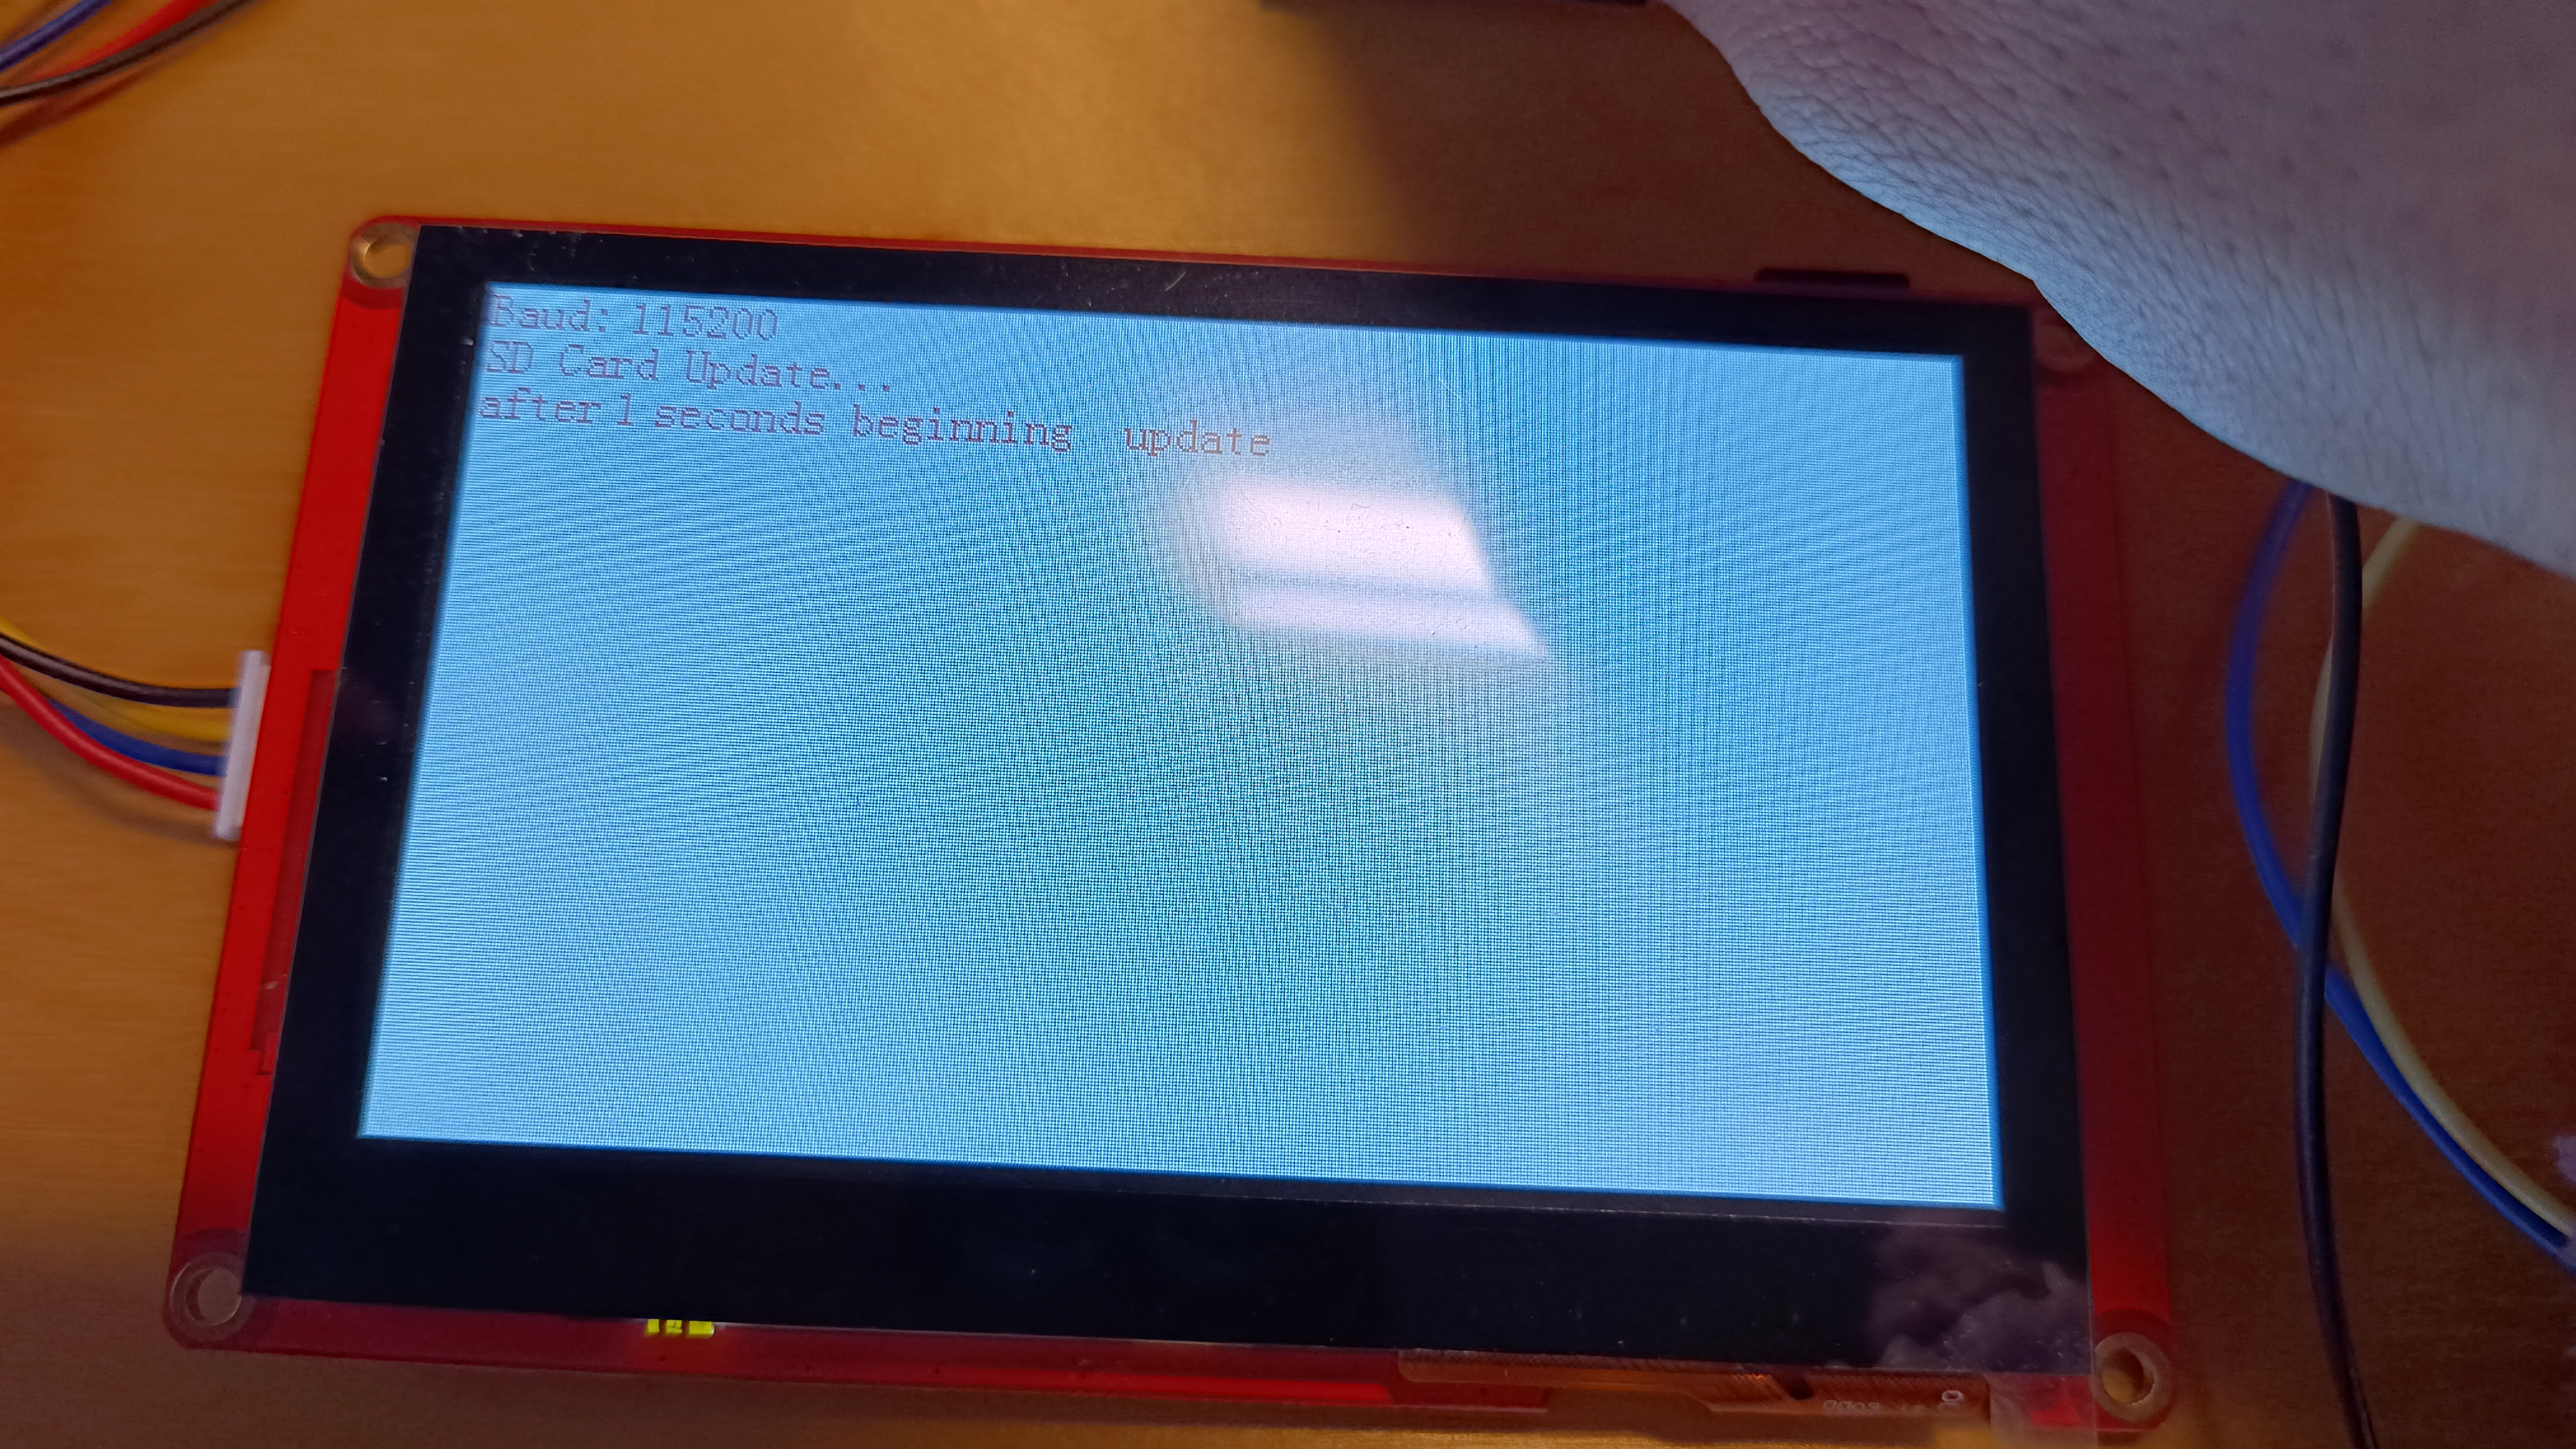 Baud: 115200
SD Card Update...
after 1 seconds beginning  update